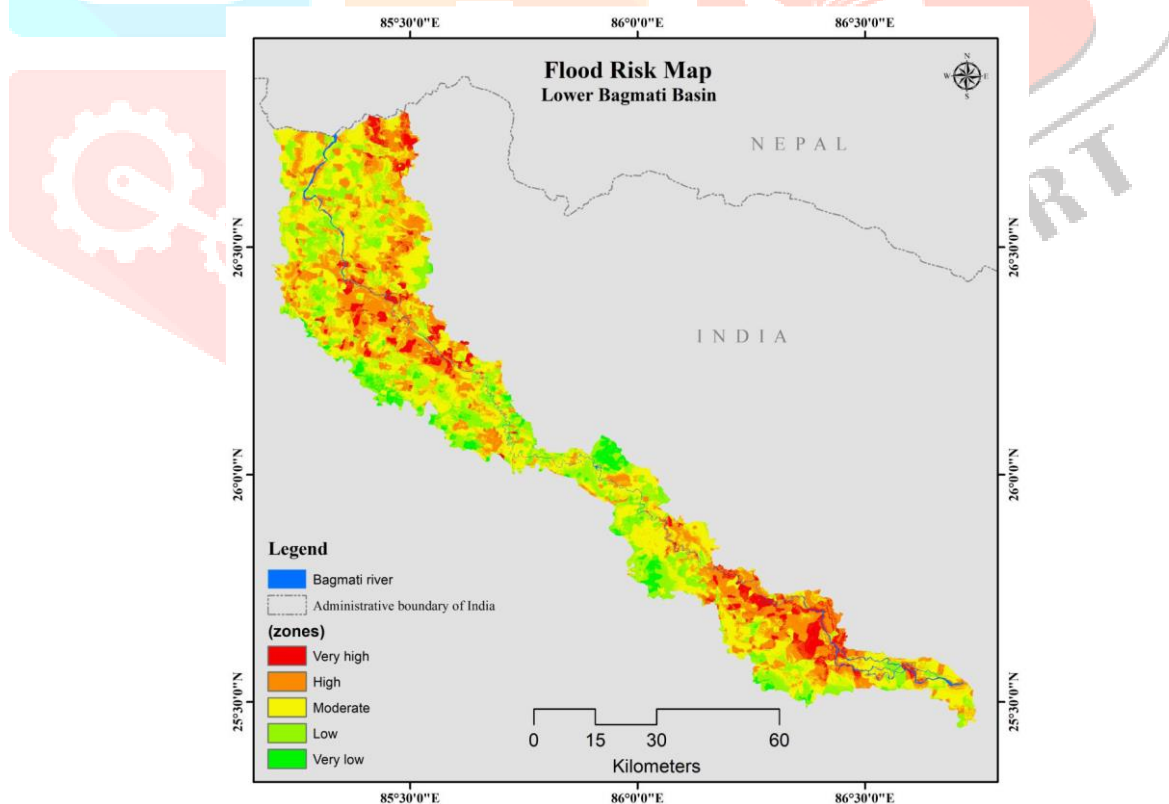 85°30'0"E 86°0'0"E 86°30'0"E
Flood Risk Map
Lower Bagmati Basin
N
W E
S
NEPAL
RT
26°30'0"N 26°30'0"N
INDIA
26°0'0"N 26°0'0"N
Legend
Bagmati river
Administrative boundary of India
(zones)
Very high
High
Moderate
Low
Very low
25°30'0"N 25°30'0"N
0 15 30 60
Kilometers
85°30'0"E 86°0'0"E 86°30'0"E